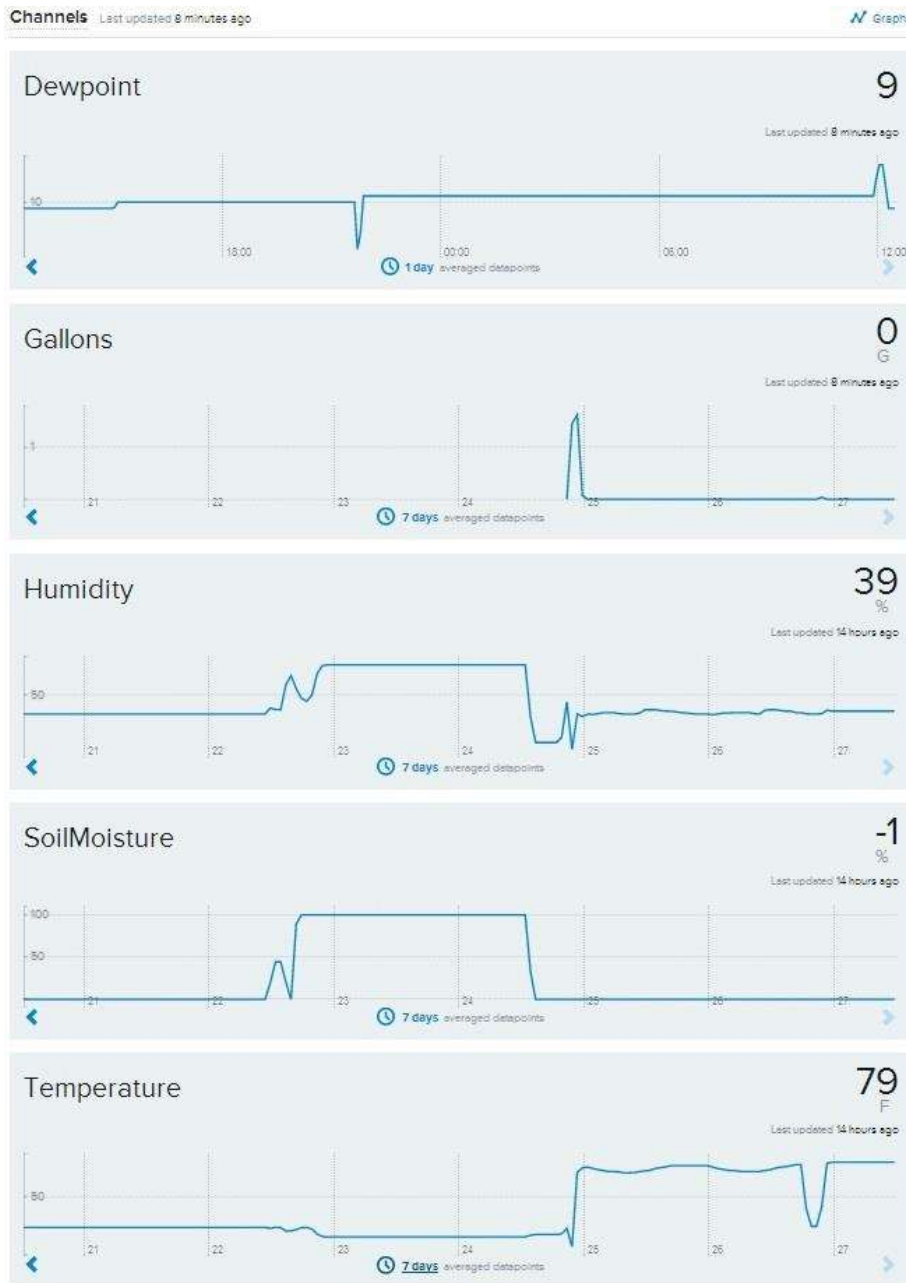 Channels Last updated 8 minutes ago Graph
Dewpoint 9
Last updated 8 minutes ago
10
18:00 00:00 06:00 12:00
1 day averaged datapoints
Gallons 0
G
Last updated 8 minutes ago
1
21 22 23 24 25 26 27
7 days averaged datapoints
Humidity 39
%
Last updated 14 hours ago
50
21 22 23 24 25 26 27
7 days averaged datapoints
SoilMoisture -1
%
Last updated 14 hours ago
100
50
21 22 23 24 25 26 27
7 days averaged datapoints
Temperature 79
F
Last updated 14 hours ago
50
21 22 23 24 25 26 27
7 days averaged datapoints